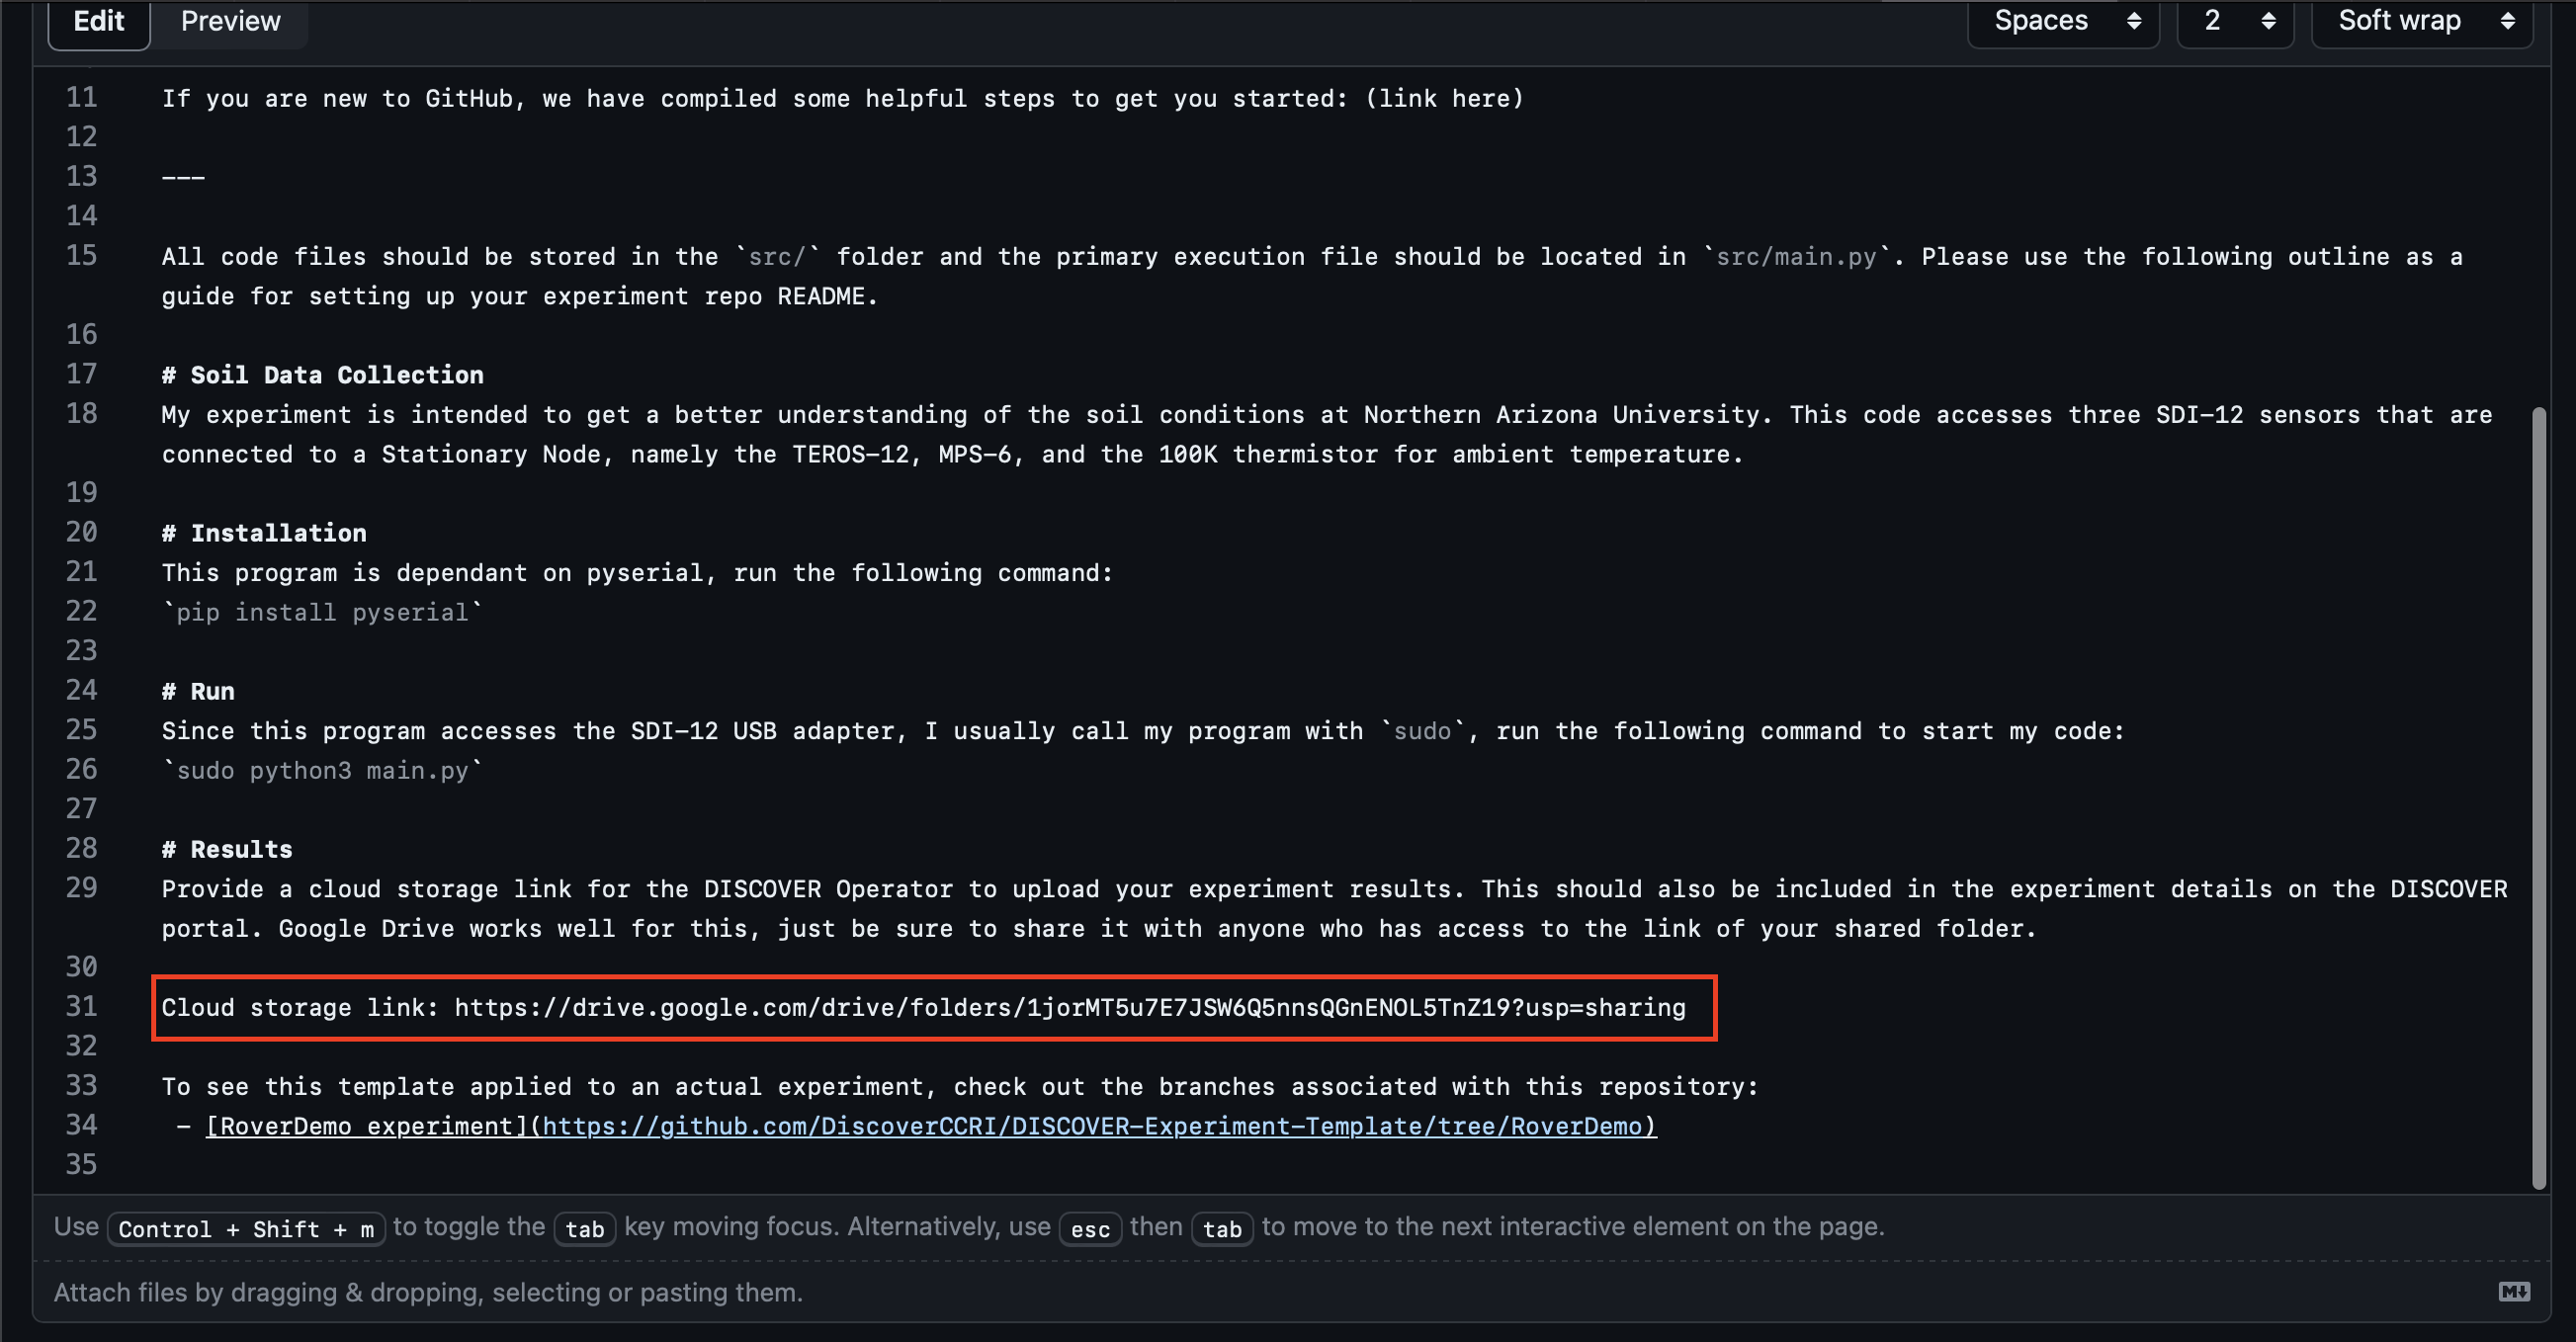 Edit Preview Spaces 2 Soft wrap
11 If you are new to GitHub, we have compiled some helpful steps to get you started: (link here)
12
13 ---
14
15 All code files should be stored in the `src/` folder and the primary execution file should be located in `src/main.py`. Please use the following outline as a
guide for setting up your experiment repo README.
16
17 # Soil Data Collection
18 My experiment is intended to get a better understanding of the soil conditions at Northern Arizona University. This code accesses three SDI-12 sensors that are
connected to a Stationary Node, namely the TEROS-12, MPS-6, and the 100K thermistor for ambient temperature.
19
20 # Installation
21 This program is dependant on pyserial, run the following command:
22 `pip install pyserial`
23
24 # Run
25 Since this program accesses the SDI-12 USB adapter, I usually call my program with `sudo`, run the following command to start my code:
26 `sudo python3 main.py`
27
28 # Results
29 Provide a cloud storage link for the DISCOVER Operator to upload your experiment results. This should also be included in the experiment details on the DISCOVER
portal. Google Drive works well for this, just be sure to share it with anyone who has access to the link of your shared folder.
30
31 Cloud storage link: https://drive.google.com/drive/folders/1jorMT5u7E7JSW6Q5nnsQGnENOL5TnZ19?usp=sharing
32
33 To see this template applied to an actual experiment, check out the branches associated with this repository:
34 - [RoverDemo experiment](https://github.com/DiscoverCCRI/DISCOVER-Experiment-Template/tree/RoverDemo)
35
Use Control + Shift + m to toggle the tab key moving focus. Alternatively, use esc then tab to move to the next interactive element on the page.
Attach files by dragging & dropping, selecting or pasting them.